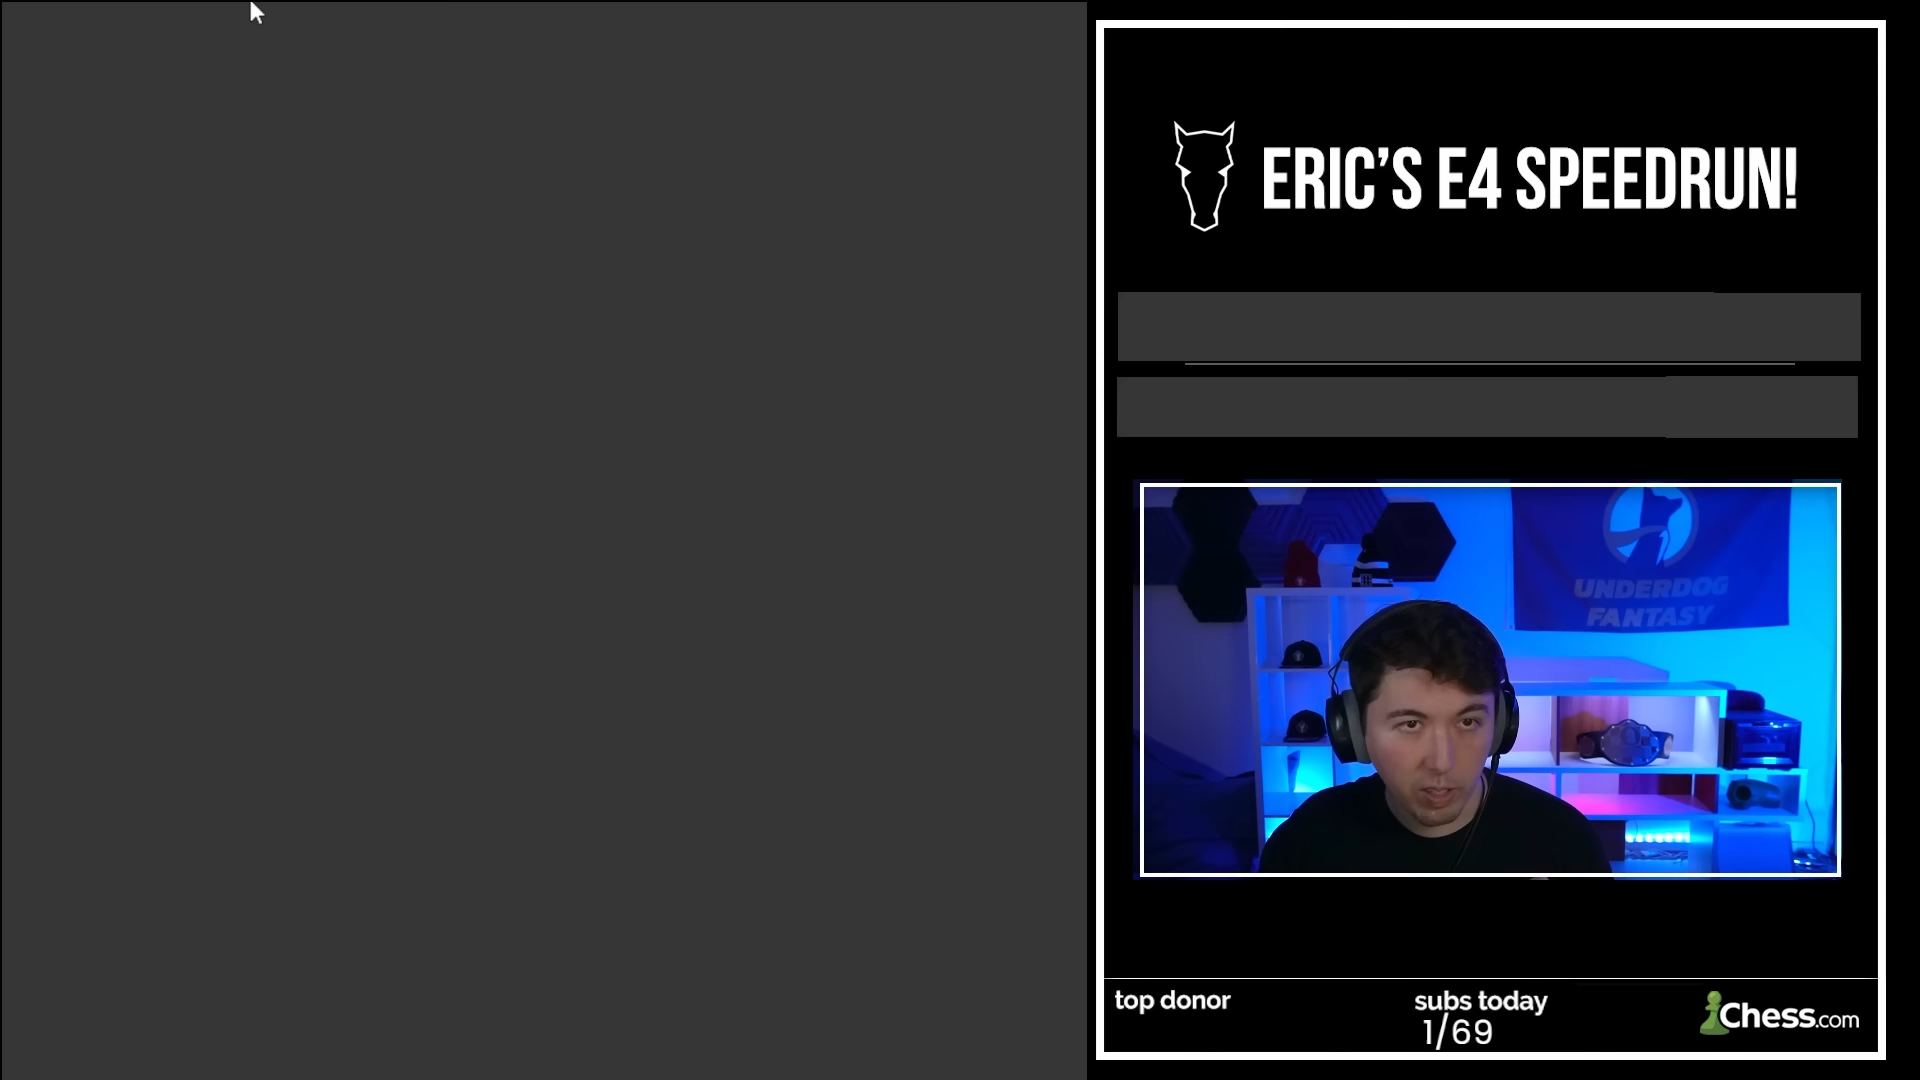 ERIC'S E4 SPEEDRUN!
UNDERDOG
FANTASY
top donor
subs today
1/69
Chess.com